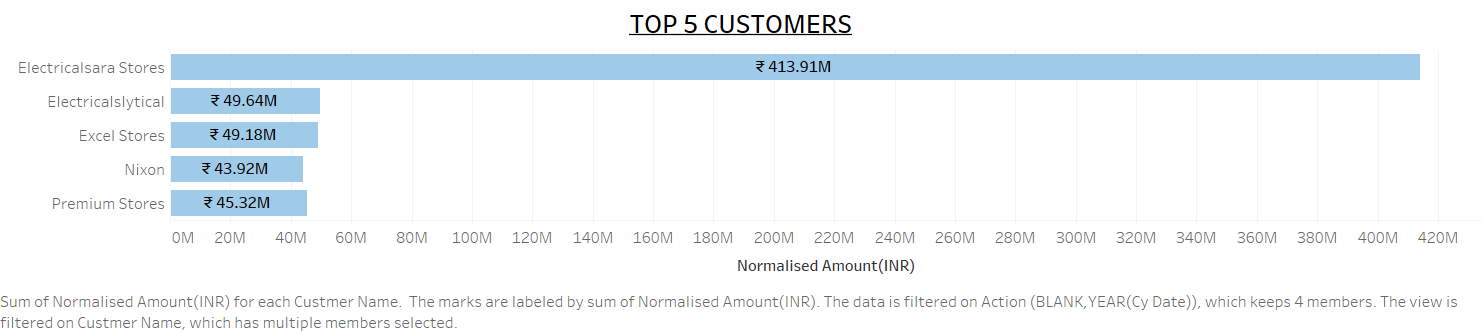 TOP 5 CUSTOMERS
Electricalsara Stores ₹ 413.91M
Electricalslytical ₹ 49.64M
Excel Stores ₹ 49.18M
Nixon ₹ 43.92M
Premium Stores ₹ 45.32M
0M 20M 40M 60M 80M 100M 120M 140M 160M 180M 200M 220M 240M 260M 280M 300M 320M 340M 360M 380M 400M 420M
Normalised Amount(INR)
Sum of Normalised Amount(INR) for each Custmer Name.  The marks are labeled by sum of Normalised Amount(INR). The data is filtered on Action (BLANK,YEAR(Cy Date)), which keeps 4 members. The view is
filtered on Custmer Name, which has multiple members selected.